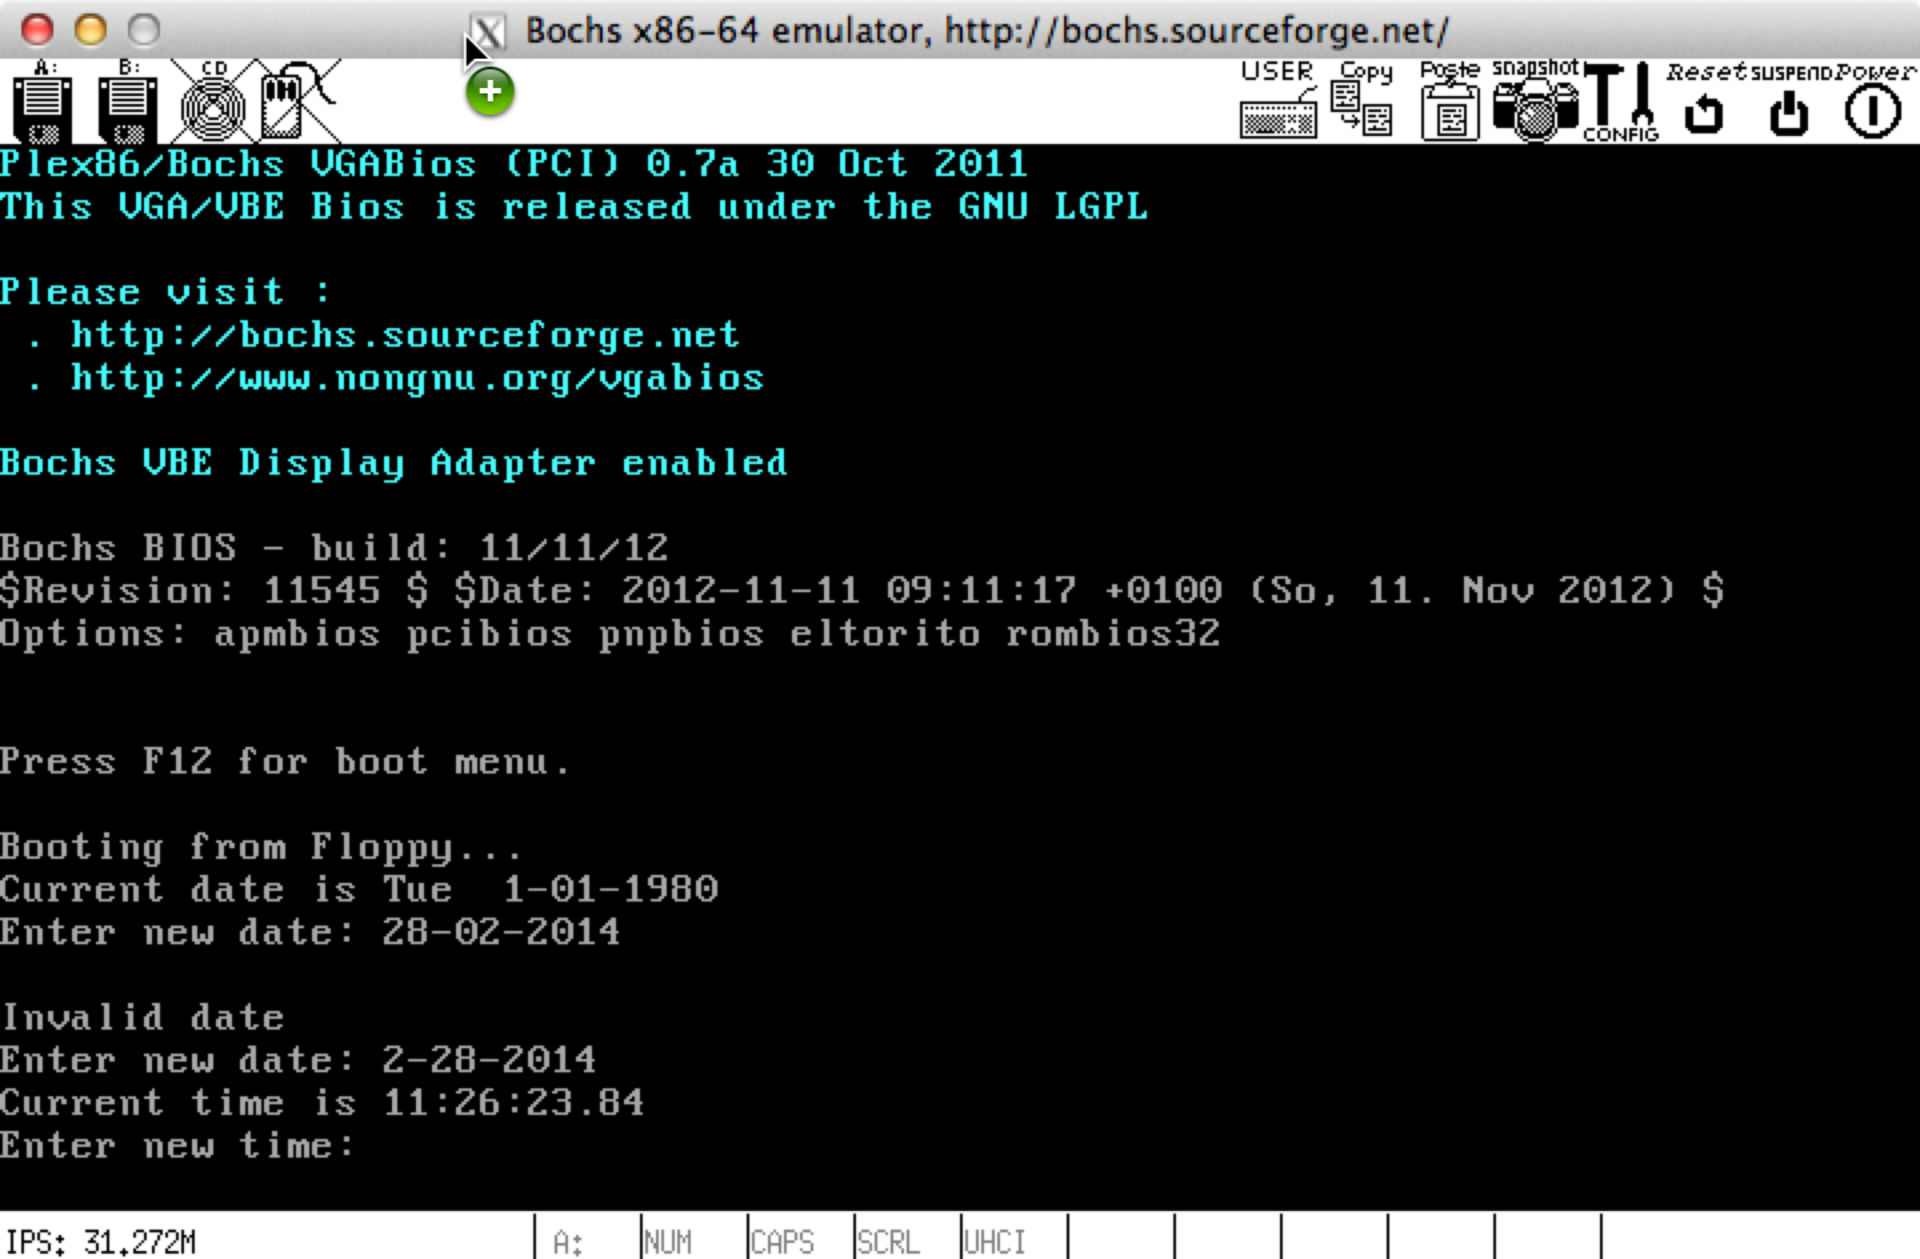 Bochs x86-64 emulator, http://bochs.sourceforge.net/
A: B: CD USER Copy Paste snapshot CONFIG Reset SUSPEND Power
Plex86/Bochs VGABios (PCI) 0.7a 30 Oct 2011
This VGA/VBE Bios is released under the GNU LGPL
Please visit :
. http://bochs.sourceforge.net
. http://www.nongnu.org/vgabios
Bochs VBE Display Adapter enabled
Bochs BIOS - build: 11/11/12
$Revision: 11545 $ $Date: 2012-11-11 09:11:17 +0100 (So, 11. Nov 2012) $
Options: apmbios pcibios pnpbios eltorito rombios32
Press F12 for boot menu.
Booting from Floppy...
Current date is Tue  1-01-1980
Enter new date: 28-02-2014
Invalid date
Enter new date: 2-28-2014
Current time is 11:26:23.84
Enter new time:
IPS: 31.272M A: NUM CAPS SCRL UHCI